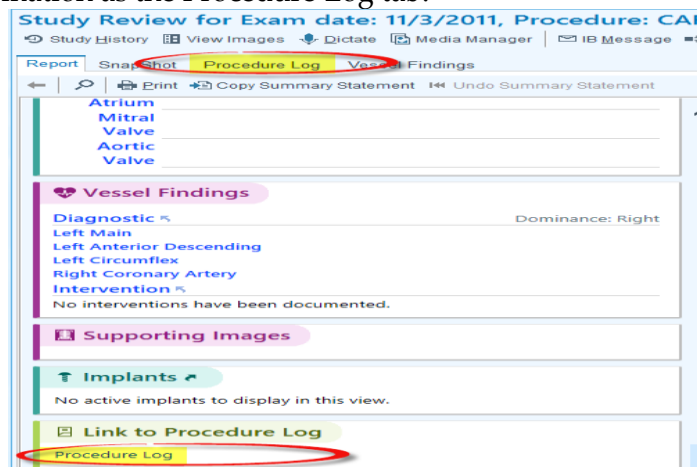 mation as the Procedure Log tab.
Study Review for Exam date: 11/3/2011, Procedure: CA
Study History View Images Dictate Media Manager IB Message
Report SnapShot Procedure Log Vessel Findings
Print Copy Summary Statement Undo Summary Statement
Atrium
Mitral
Valve
Aortic
Valve
Vessel Findings
Diagnostic Dominance: Right
Left Main
Left Anterior Descending
Left Circumflex
Right Coronary Artery
Intervention
No interventions have been documented.
Supporting Images
Implants
No active implants to display in this view.
Link to Procedure Log
Procedure Log